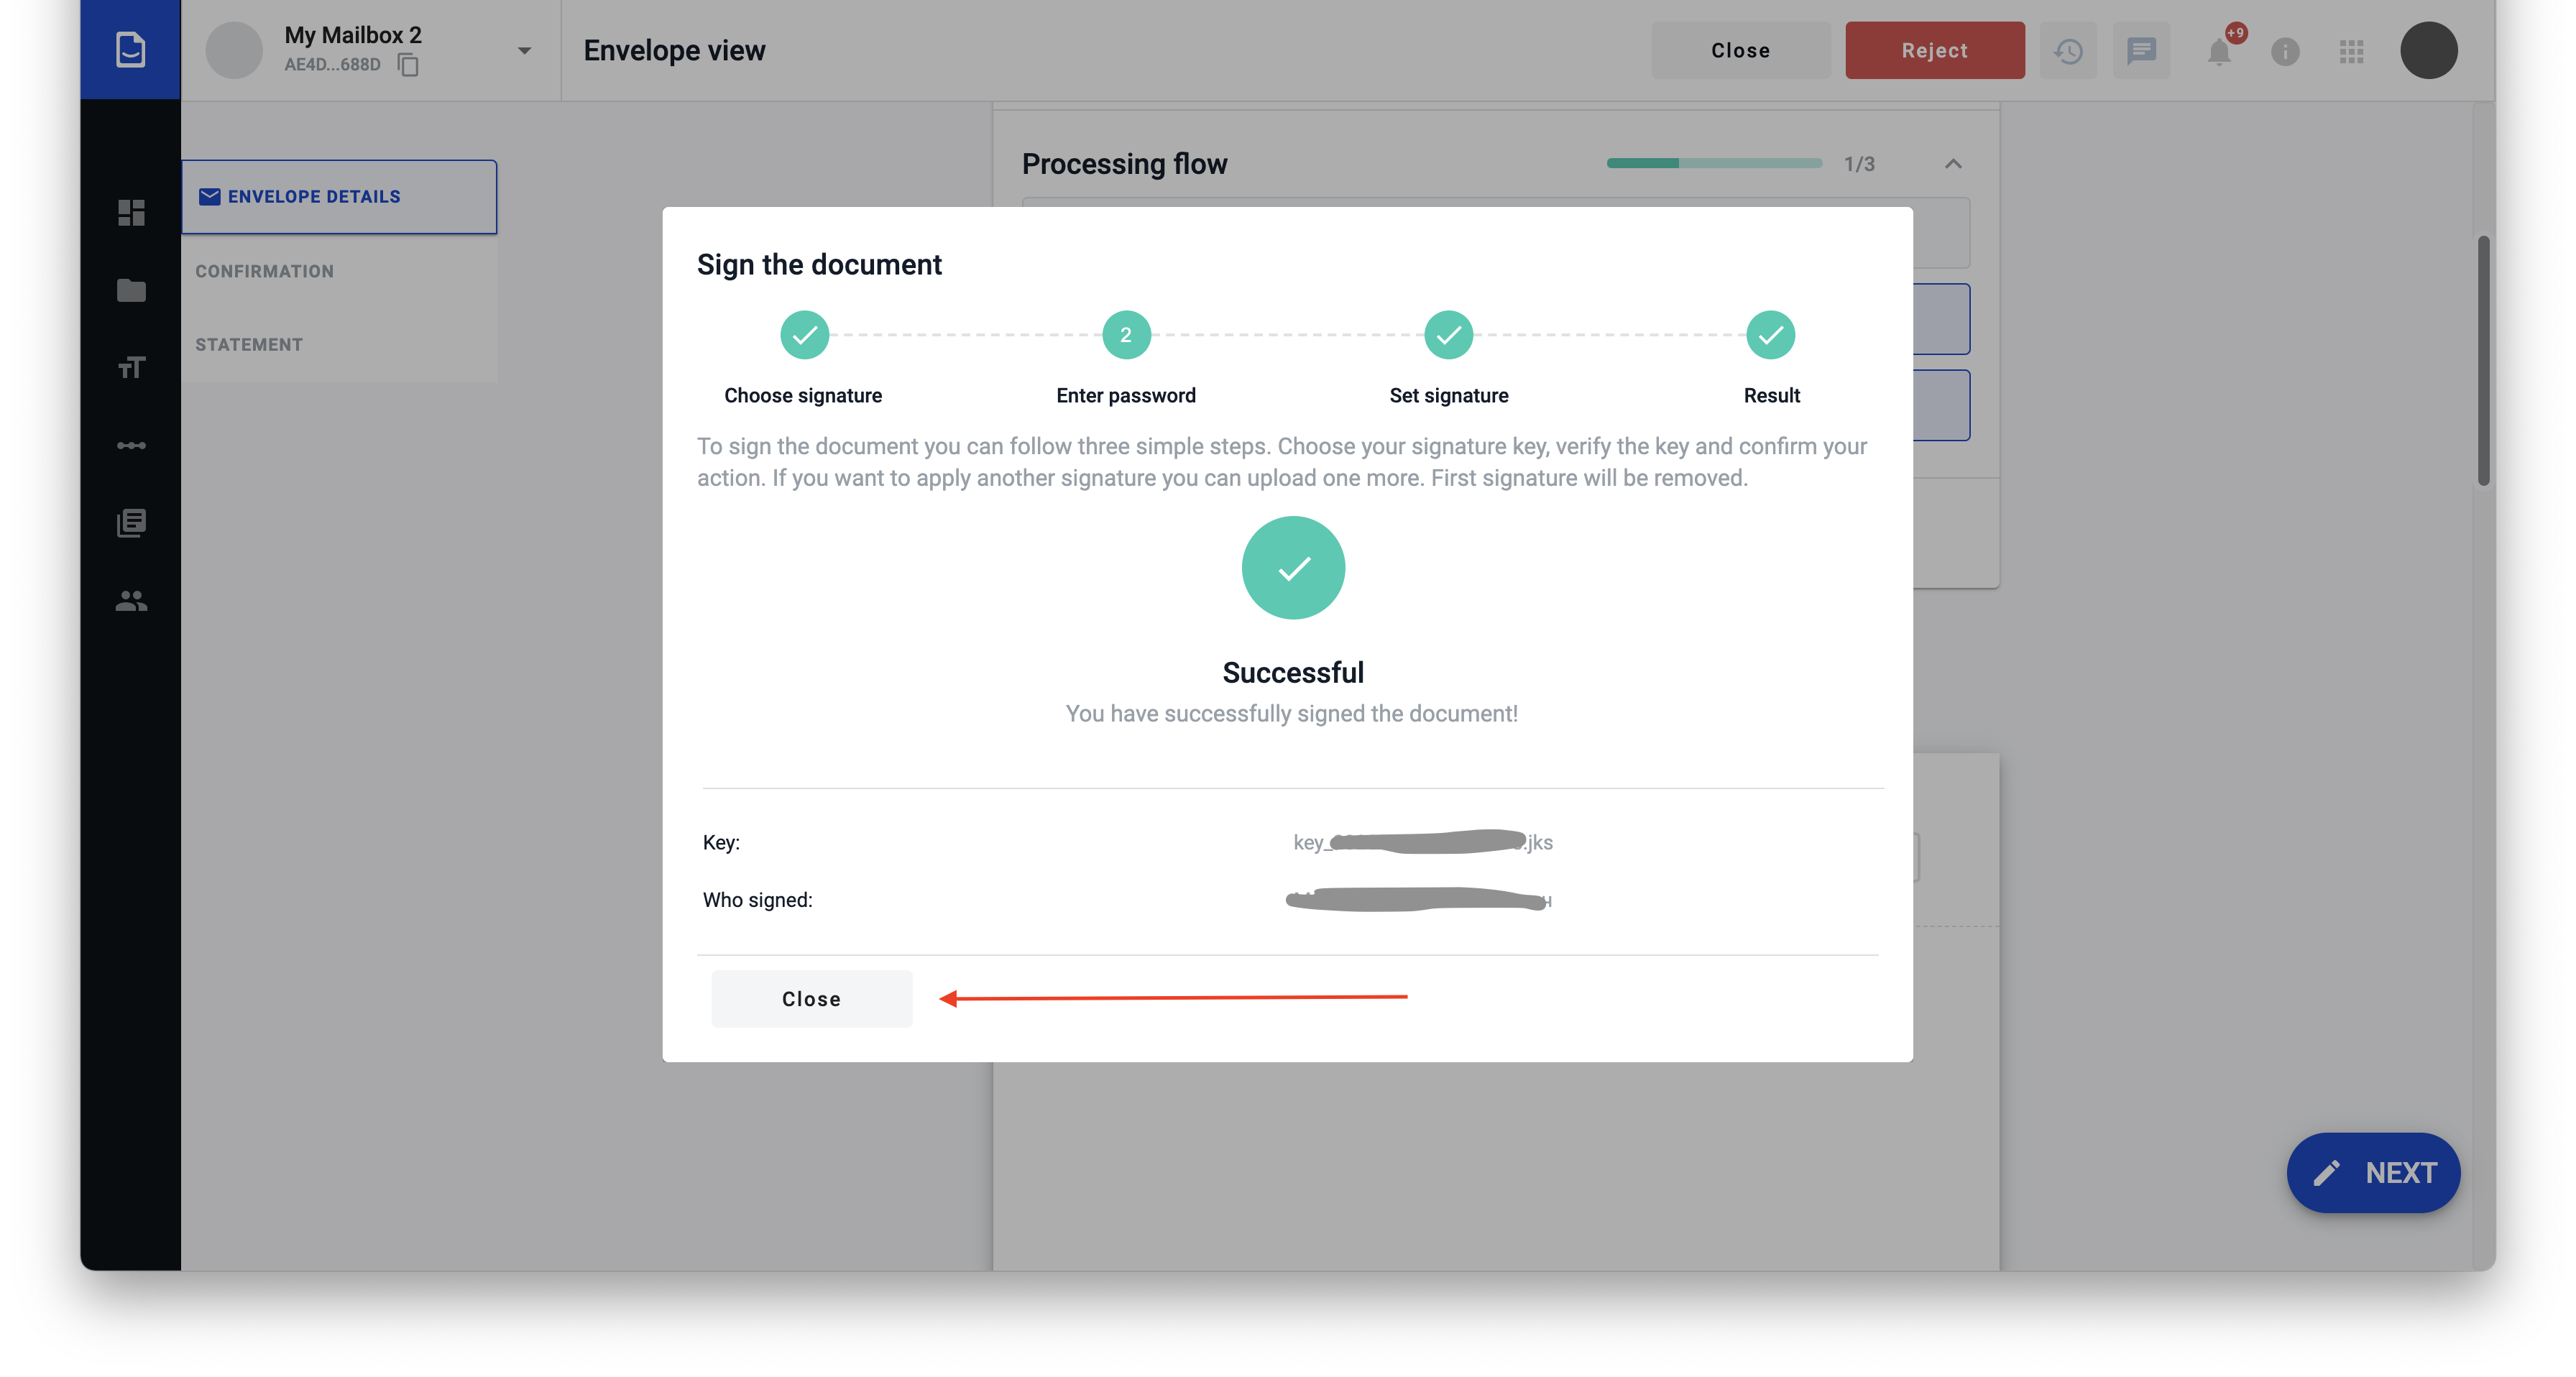 My Mailbox 2
AE4D...688D
Envelope view
Close
Reject
+9
ENVELOPE DETAILS
CONFIRMATION
STATEMENT
Processing flow
1/3
Sign the document
2
Choose signature
Enter password
Set signature
Result
To sign the document you can follow three simple steps. Choose your signature key, verify the key and confirm your
action. If you want to apply another signature you can upload one more. First signature will be removed.
Successful
You have successfully signed the document!
Key:
key_ .jks
Who signed:
Close
NEXT